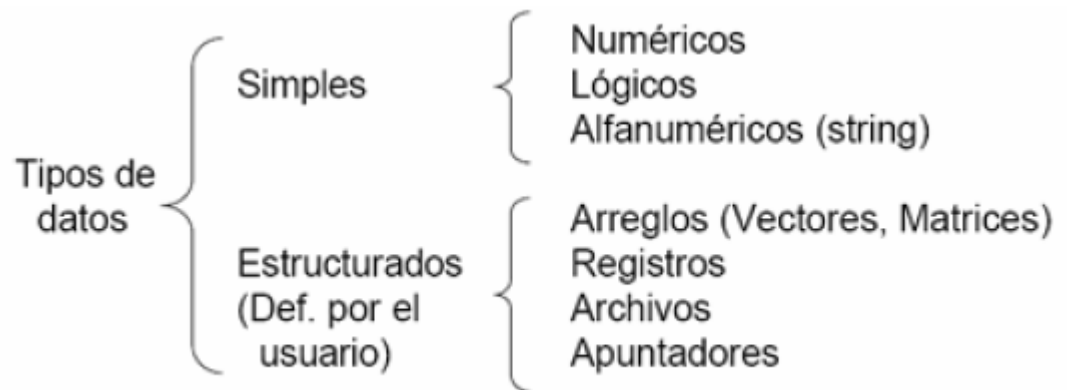 Tipos de
datos
Simples
Numéricos
Lógicos
Alfanuméricos (string)
Estructurados
(Def. por el
usuario)
Arreglos (Vectores, Matrices)
Registros
Archivos
Apuntadores